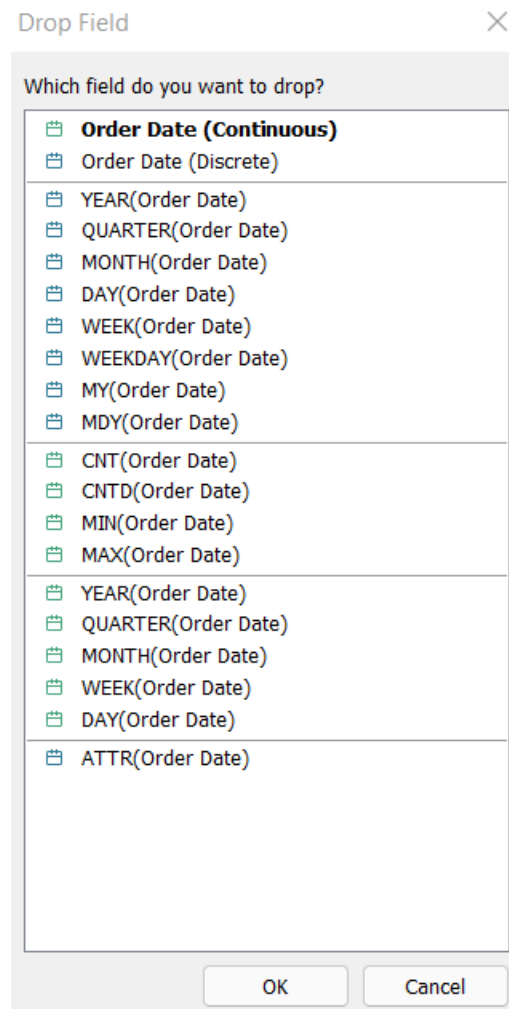 Drop Field
Which field do you want to drop?
Order Date (Continuous)
Order Date (Discrete)
YEAR(Order Date)
QUARTER(Order Date)
MONTH(Order Date)
DAY(Order Date)
WEEK(Order Date)
WEEKDAY(Order Date)
MY(Order Date)
MDY(Order Date)
CNT(Order Date)
CNTD(Order Date)
MIN(Order Date)
MAX(Order Date)
YEAR(Order Date)
QUARTER(Order Date)
MONTH(Order Date)
WEEK(Order Date)
DAY(Order Date)
ATTR(Order Date)
OK Cancel